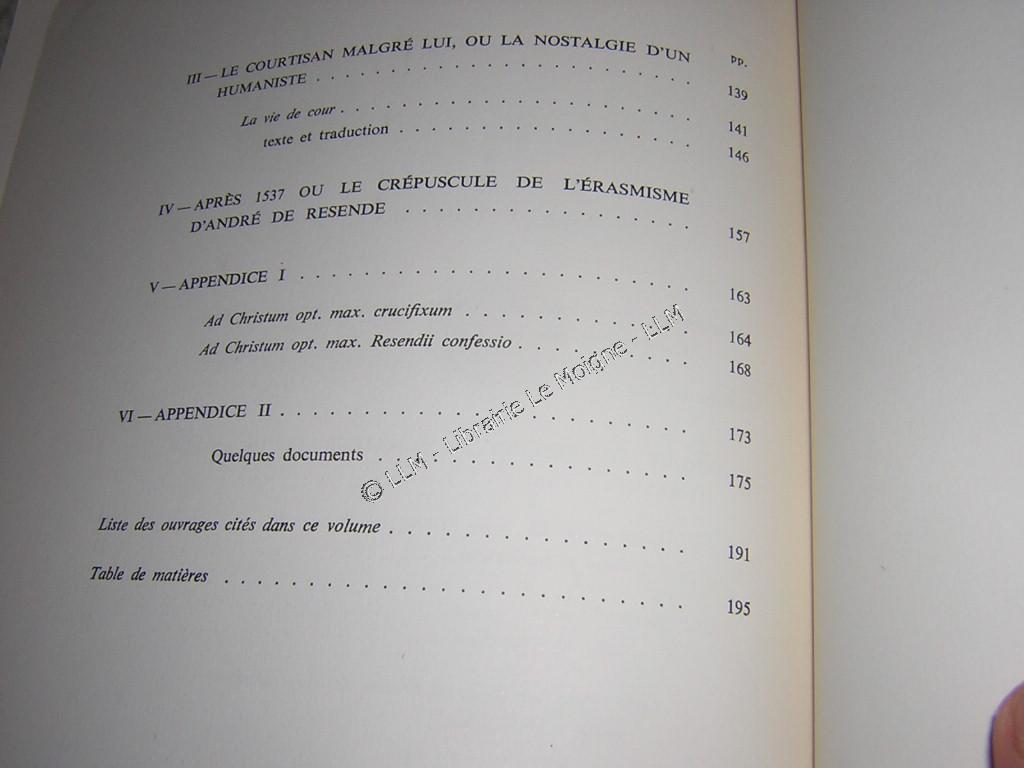 pp.
III — LE COURTISAN MALGRÉ LUI, OU LA NOSTALGIE D'UN
HUMANISTE . . . . . . . . . . . . . . . . . . . . . . . 139
La vie de cour . . . . . . . . . . . . . . . . . . . . . . 141
texte et traduction . . . . . . . . . . . . . . . . . . 146
IV — APRÈS 1537 OU LE CRÉPUSCULE DE L'ÉRASMISME
D'ANDRÉ DE RESENDE . . . . . . . . . . . . . . . . . 157
V — APPENDICE I . . . . . . . . . . . . . . . . . . . . . 163
Ad Christum opt. max. crucifixum . . . . . . . . . . . . 164
Ad Christum opt. max. Resendii confessio . . . . . . . . . 168
VI — APPENDICE II . . . . . . . . . . . . . . . . . . . . . 173
Quelques documents . . . . . . . . . . . . . . . . . 175
Liste des ouvrages cités dans ce volume . . . . . . . . . . . . . . . . 191
Table de matières . . . . . . . . . . . . . . . . . . . . . . . . 195
© LLM - Librairie Le Moigne - LLM